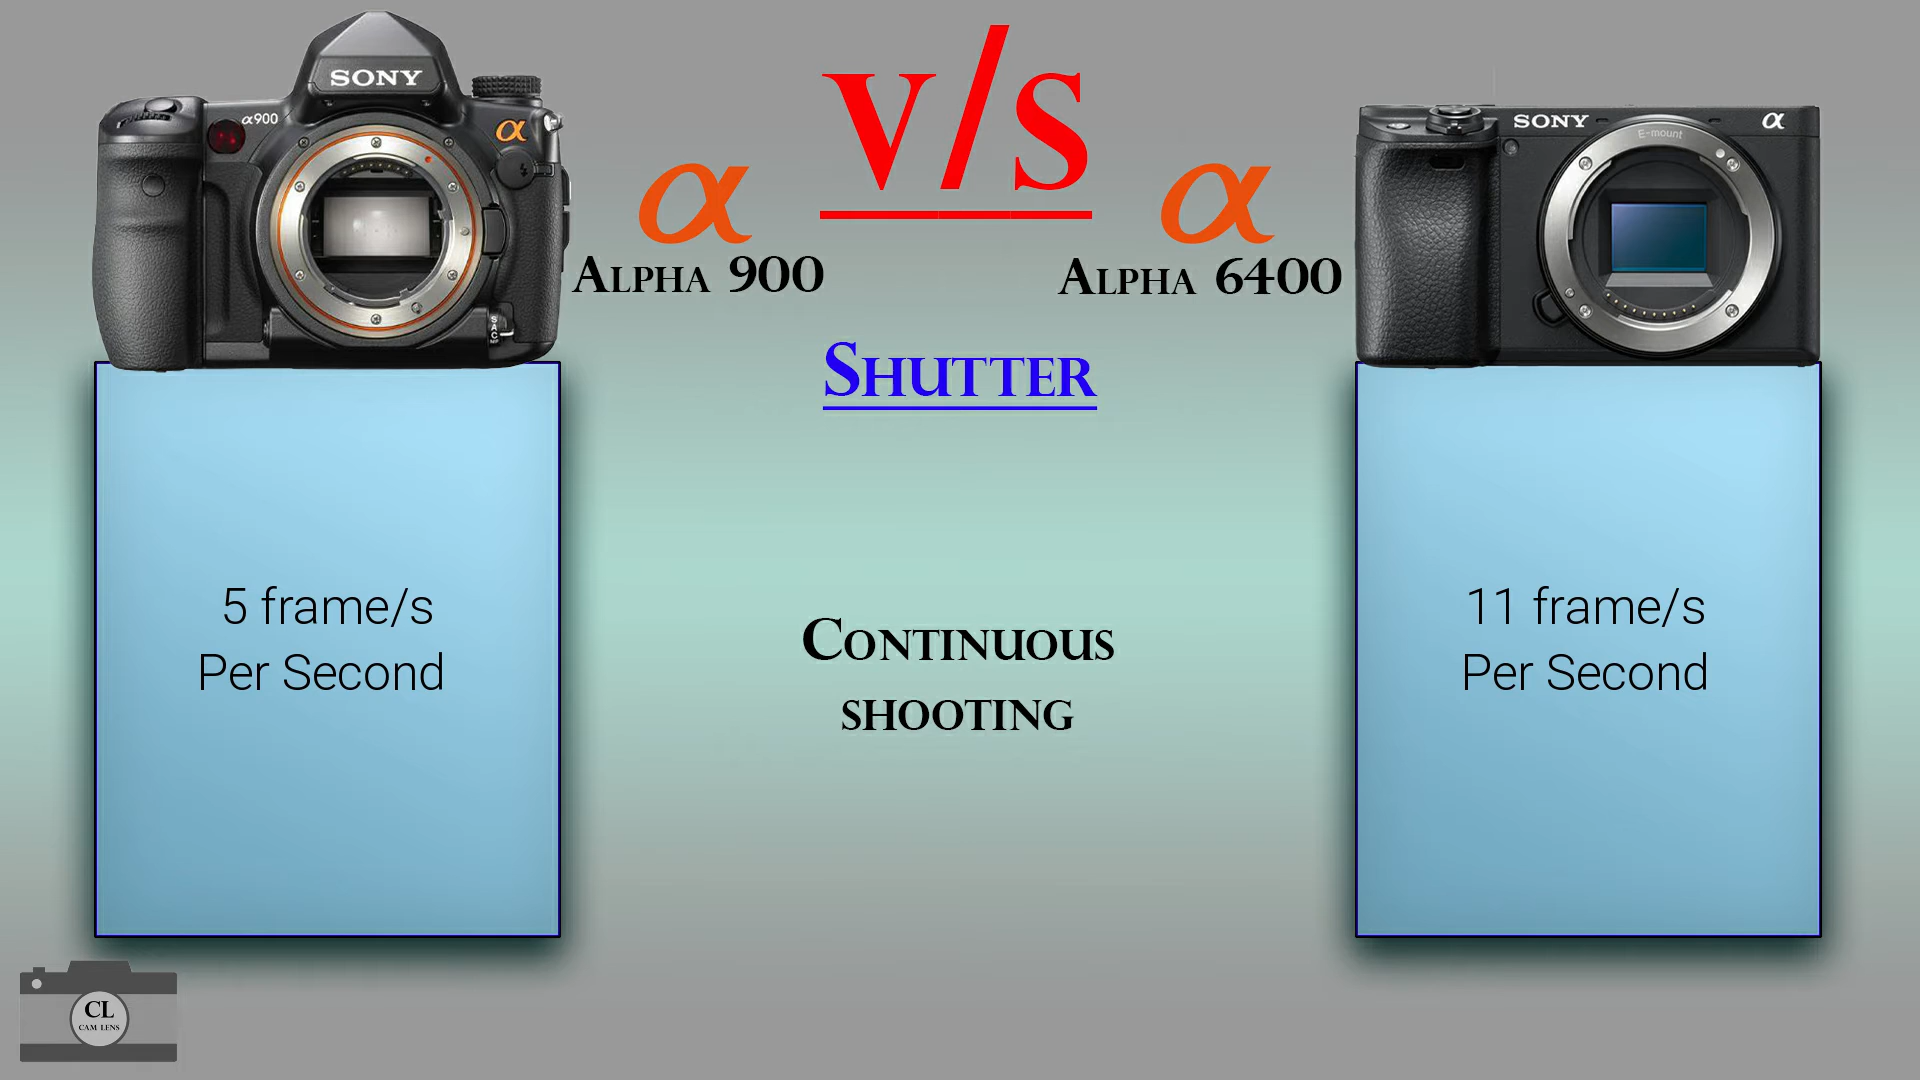 SONY
α900
α
v/s
SONY
α
E-mount
α
Alpha 900
α
Alpha 6400
Shutter
5 frame/s
Per Second
Continuous
shooting
11 frame/s
Per Second
CL
CAM LENS